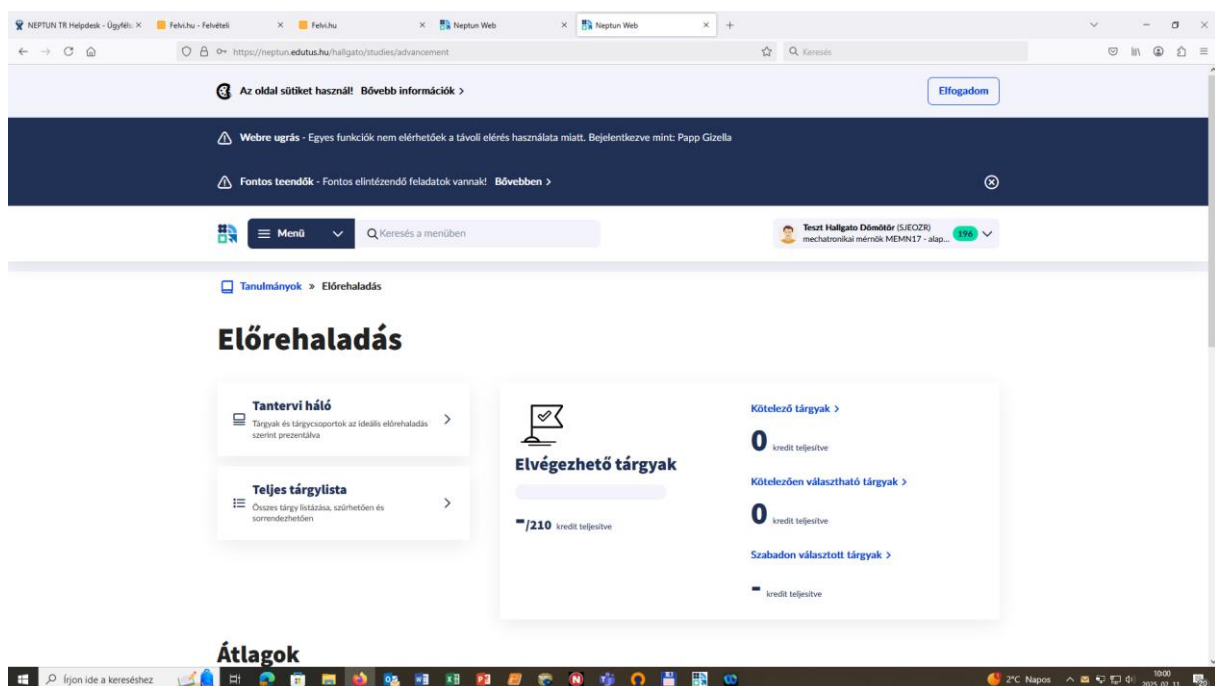 NEPTUN TR Helpdesk - Ügyféls
Felvi.hu - Felvételi
Felvi.hu
Neptun Web
Neptun Web
https://neptun.edutus.hu/hallgato/studies/advancement
Keresés
Az oldal sütiket használ! Bővebb információk >
Elfogadom
Webre ugrás - Egyes funkciók nem elérhetőek a távoli elérés használata miatt. Bejelentkezve mint: Papp Gizella
Fontos teendők - Fontos elintézendő feladatok vannak! Bővebben >
Menü
Keresés a menüben
Teszt Hallgato Dömötör (SJEOZR)
mechatronikai mérnök MEMN17 - alap...
196
Tanulmányok » Előrehaladás
Előrehaladás
Tantervi háló
Tárgyak és tárgycsoportok az ideális előrehaladás
szerint prezentálva
Teljes tárgylista
Összes tárgy listázása, szűrhetően és
sorrendezhetően
Elvégezhető tárgyak
-/210 kredit teljesítve
Kötelező tárgyak >
0 kredit teljesítve
Kötelezően választható tárgyak >
0 kredit teljesítve
Szabadon választott tárgyak >
- kredit teljesítve
Átlagok
Írjon ide a kereséshez
2°C Napos
10:00
2025. 02. 11.